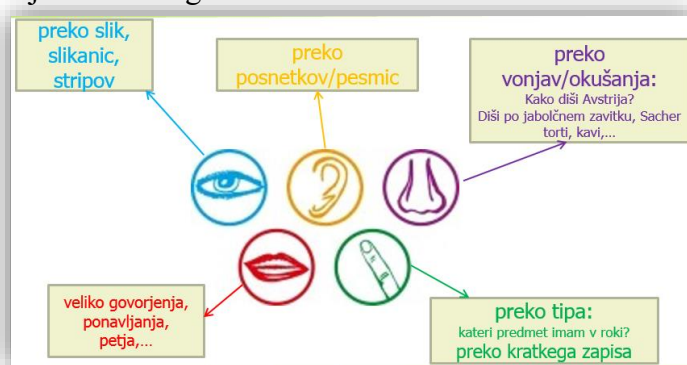 preko slik,
slikanic,
stripov
preko
posnetkov/pesmic
preko
vonjav/okušanja:
Kako diši Avstrija?
Diši po jabolčnem zavitku, Sacher
torti, kavi,...
veliko govorjenja,
ponavljanja,
petja,...
preko tipa:
kateri predmet imam v roki?
preko kratkega zapisa